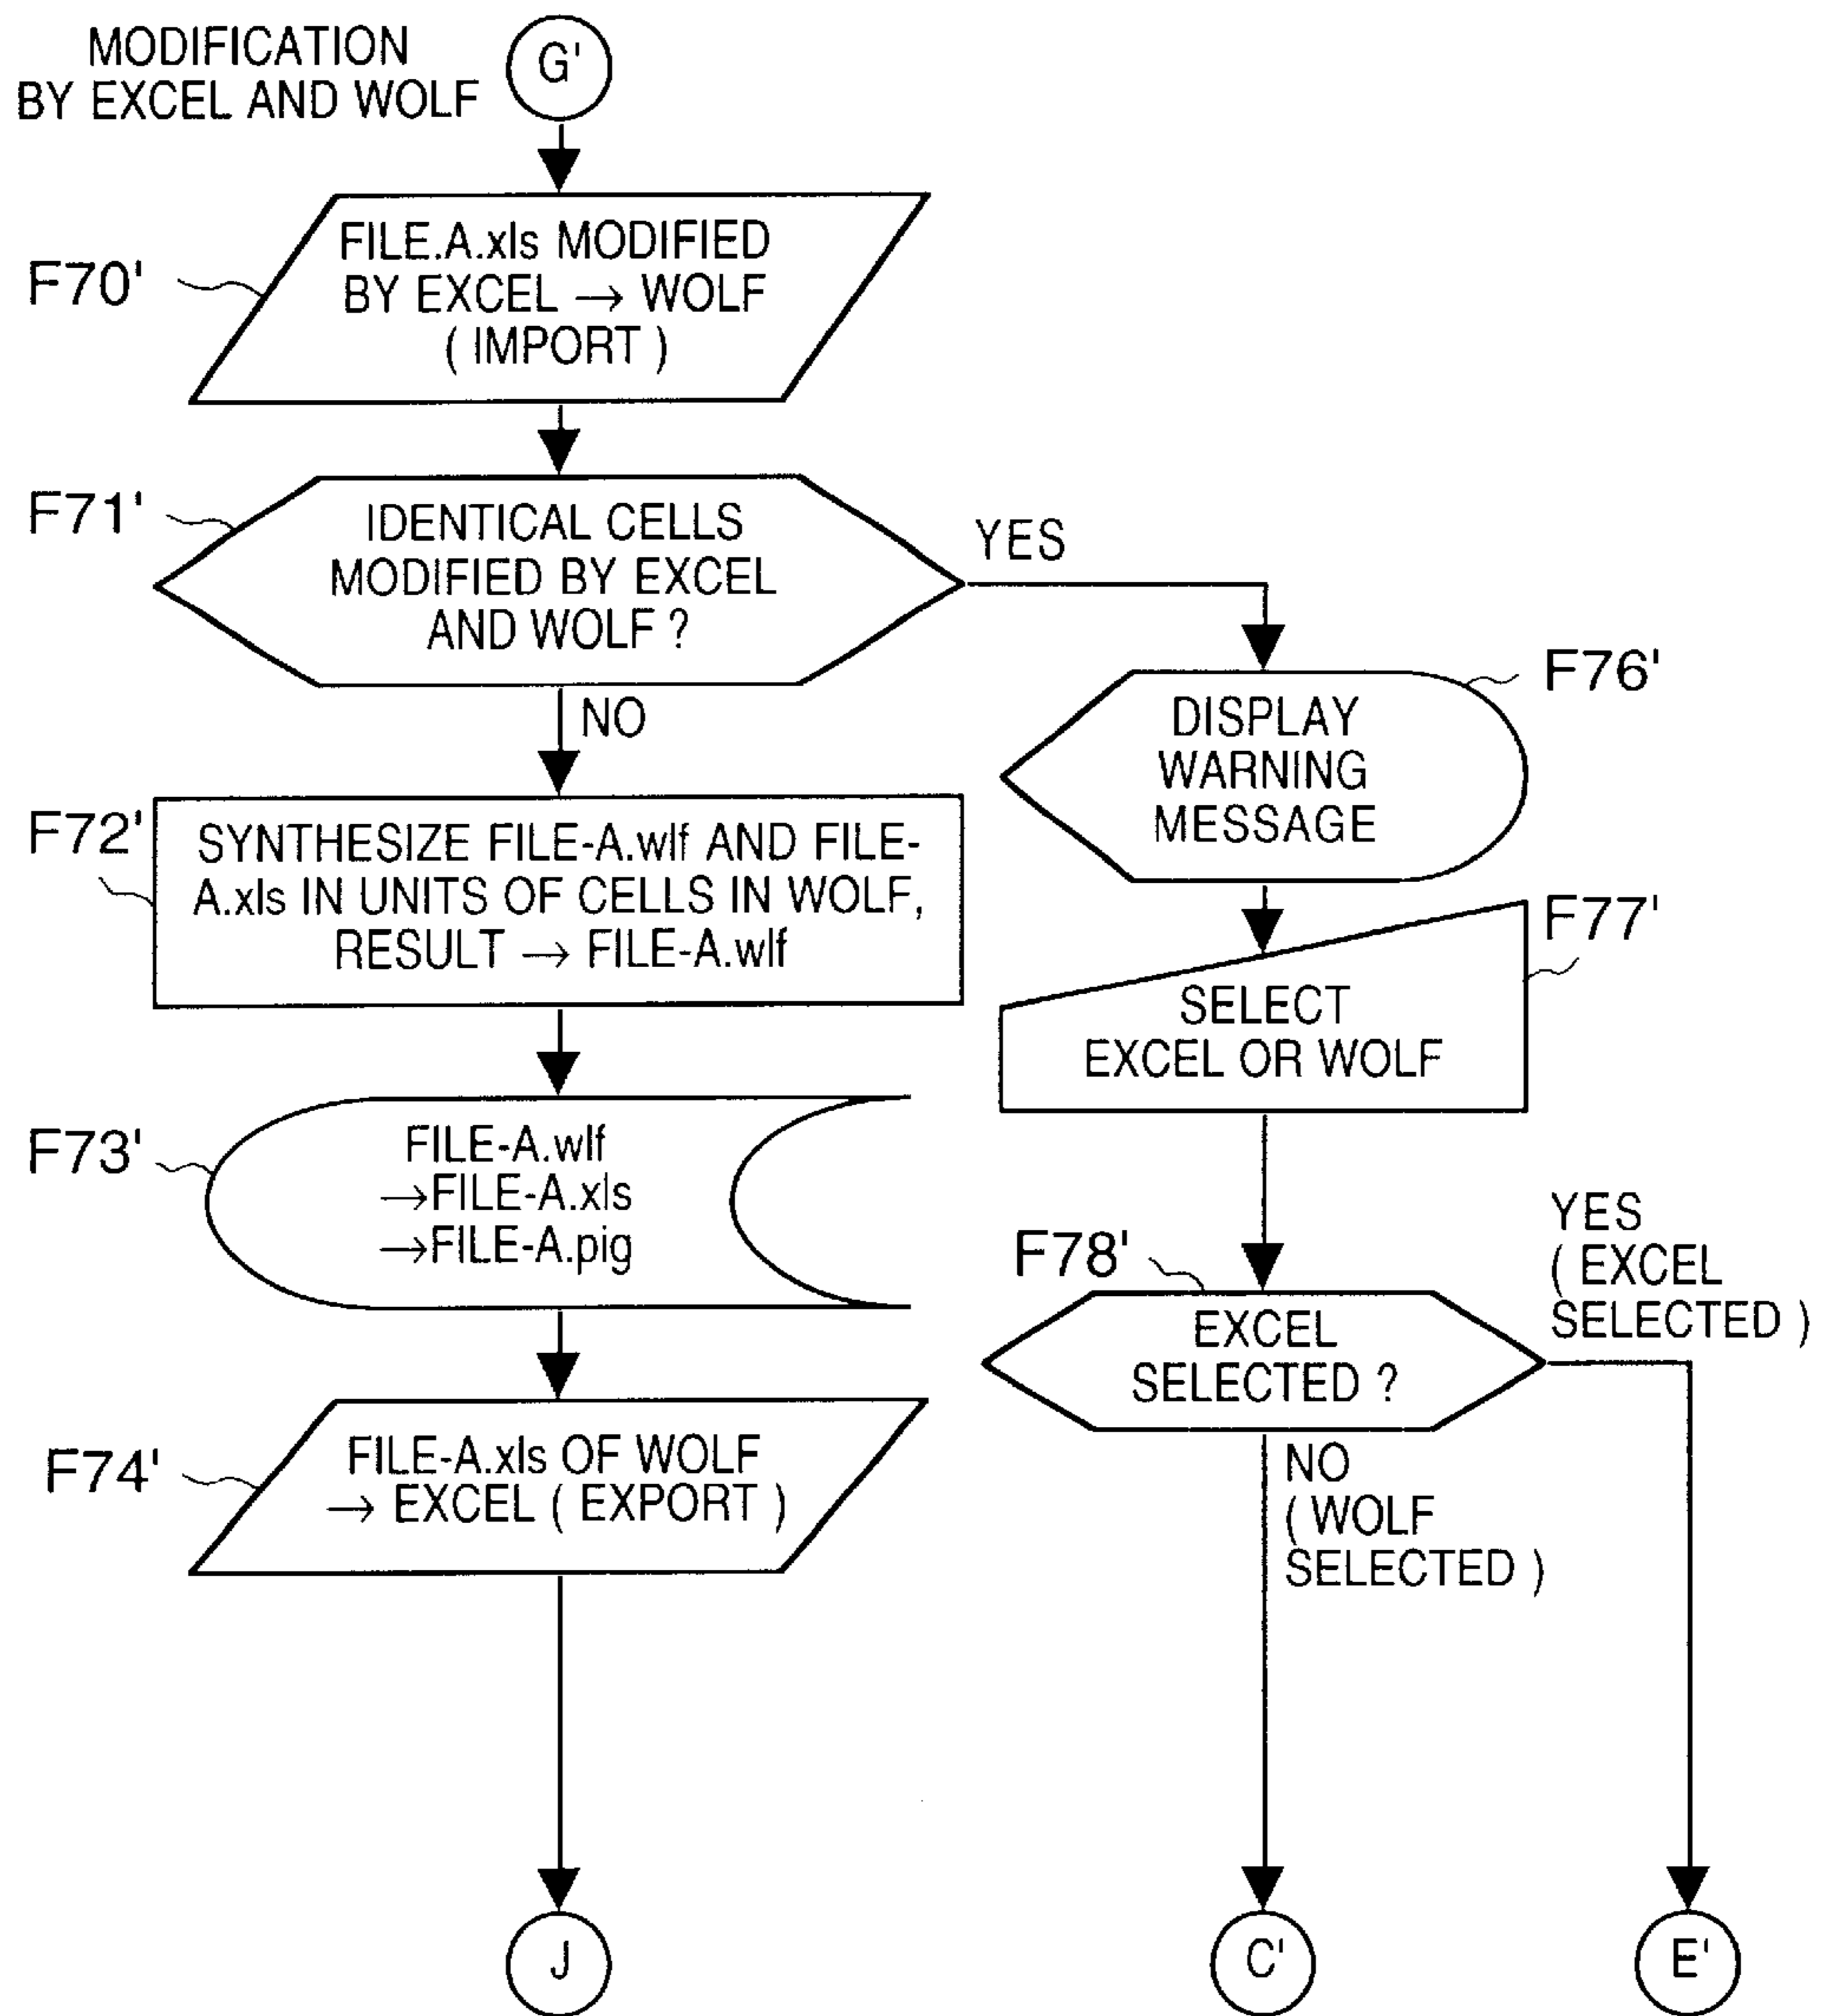 MODIFICATION
BY EXCEL AND WOLF
G'
F70'
FILE.A.xls MODIFIED
BY EXCEL → WOLF
( IMPORT )
F71'
IDENTICAL CELLS
MODIFIED BY EXCEL
AND WOLF ?
YES
NO
F72'
SYNTHESIZE FILE-A.wlf AND FILE-
A.xls IN UNITS OF CELLS IN WOLF,
RESULT → FILE-A.wlf
F73'
FILE-A.wlf
→FILE-A.xls
→FILE-A.pig
F74'
FILE-A.xls OF WOLF
→ EXCEL ( EXPORT )
J
F76'
DISPLAY
WARNING
MESSAGE
F77'
SELECT
EXCEL OR WOLF
F78'
EXCEL
SELECTED ?
YES
( EXCEL
SELECTED )
NO
( WOLF
SELECTED )
C'
E'